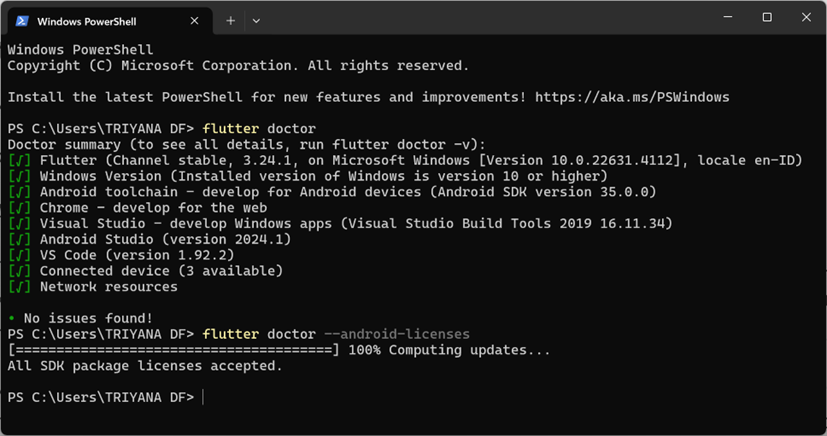 Windows PowerShell
Windows PowerShell
Copyright (C) Microsoft Corporation. All rights reserved.
Install the latest PowerShell for new features and improvements! https://aka.ms/PSWindows
PS C:\Users\TRIYANA DF> flutter doctor
Doctor summary (to see all details, run flutter doctor -v):
[√] Flutter (Channel stable, 3.24.1, on Microsoft Windows [Version 10.0.22631.4112], locale en-ID)
[√] Windows Version (Installed version of Windows is version 10 or higher)
[√] Android toolchain - develop for Android devices (Android SDK version 35.0.0)
[√] Chrome - develop for the web
[√] Visual Studio - develop Windows apps (Visual Studio Build Tools 2019 16.11.34)
[√] Android Studio (version 2024.1)
[√] VS Code (version 1.92.2)
[√] Connected device (3 available)
[√] Network resources
• No issues found!
PS C:\Users\TRIYANA DF> flutter doctor --android-licenses
[=======================================] 100% Computing updates...
All SDK package licenses accepted.
PS C:\Users\TRIYANA DF>